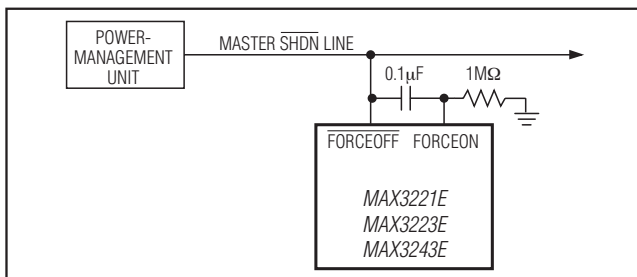 POWER-
MANAGEMENT
UNIT
MASTER SHDN LINE
0.1μF
1MΩ
FORCEOFF FORCEON
MAX3221E
MAX3223E
MAX3243E